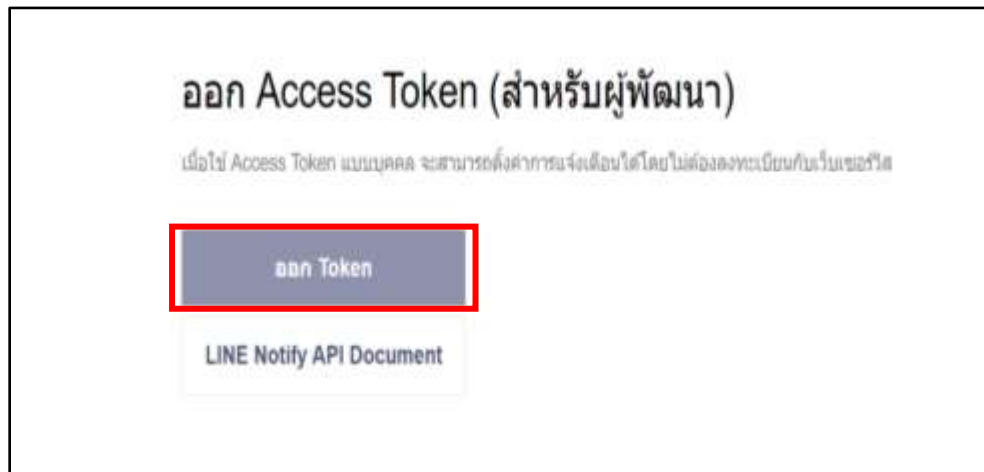 ออก Access Token (สำหรับผู้พัฒนา)
เมื่อใช้ Access Token แบบบุคคล จะสามารถตั้งค่าการแจ้งเตือนได้โดยไม่ต้องลงทะเบียนกับเว็บเซอร์วิส
ออก Token
LINE Notify API Document